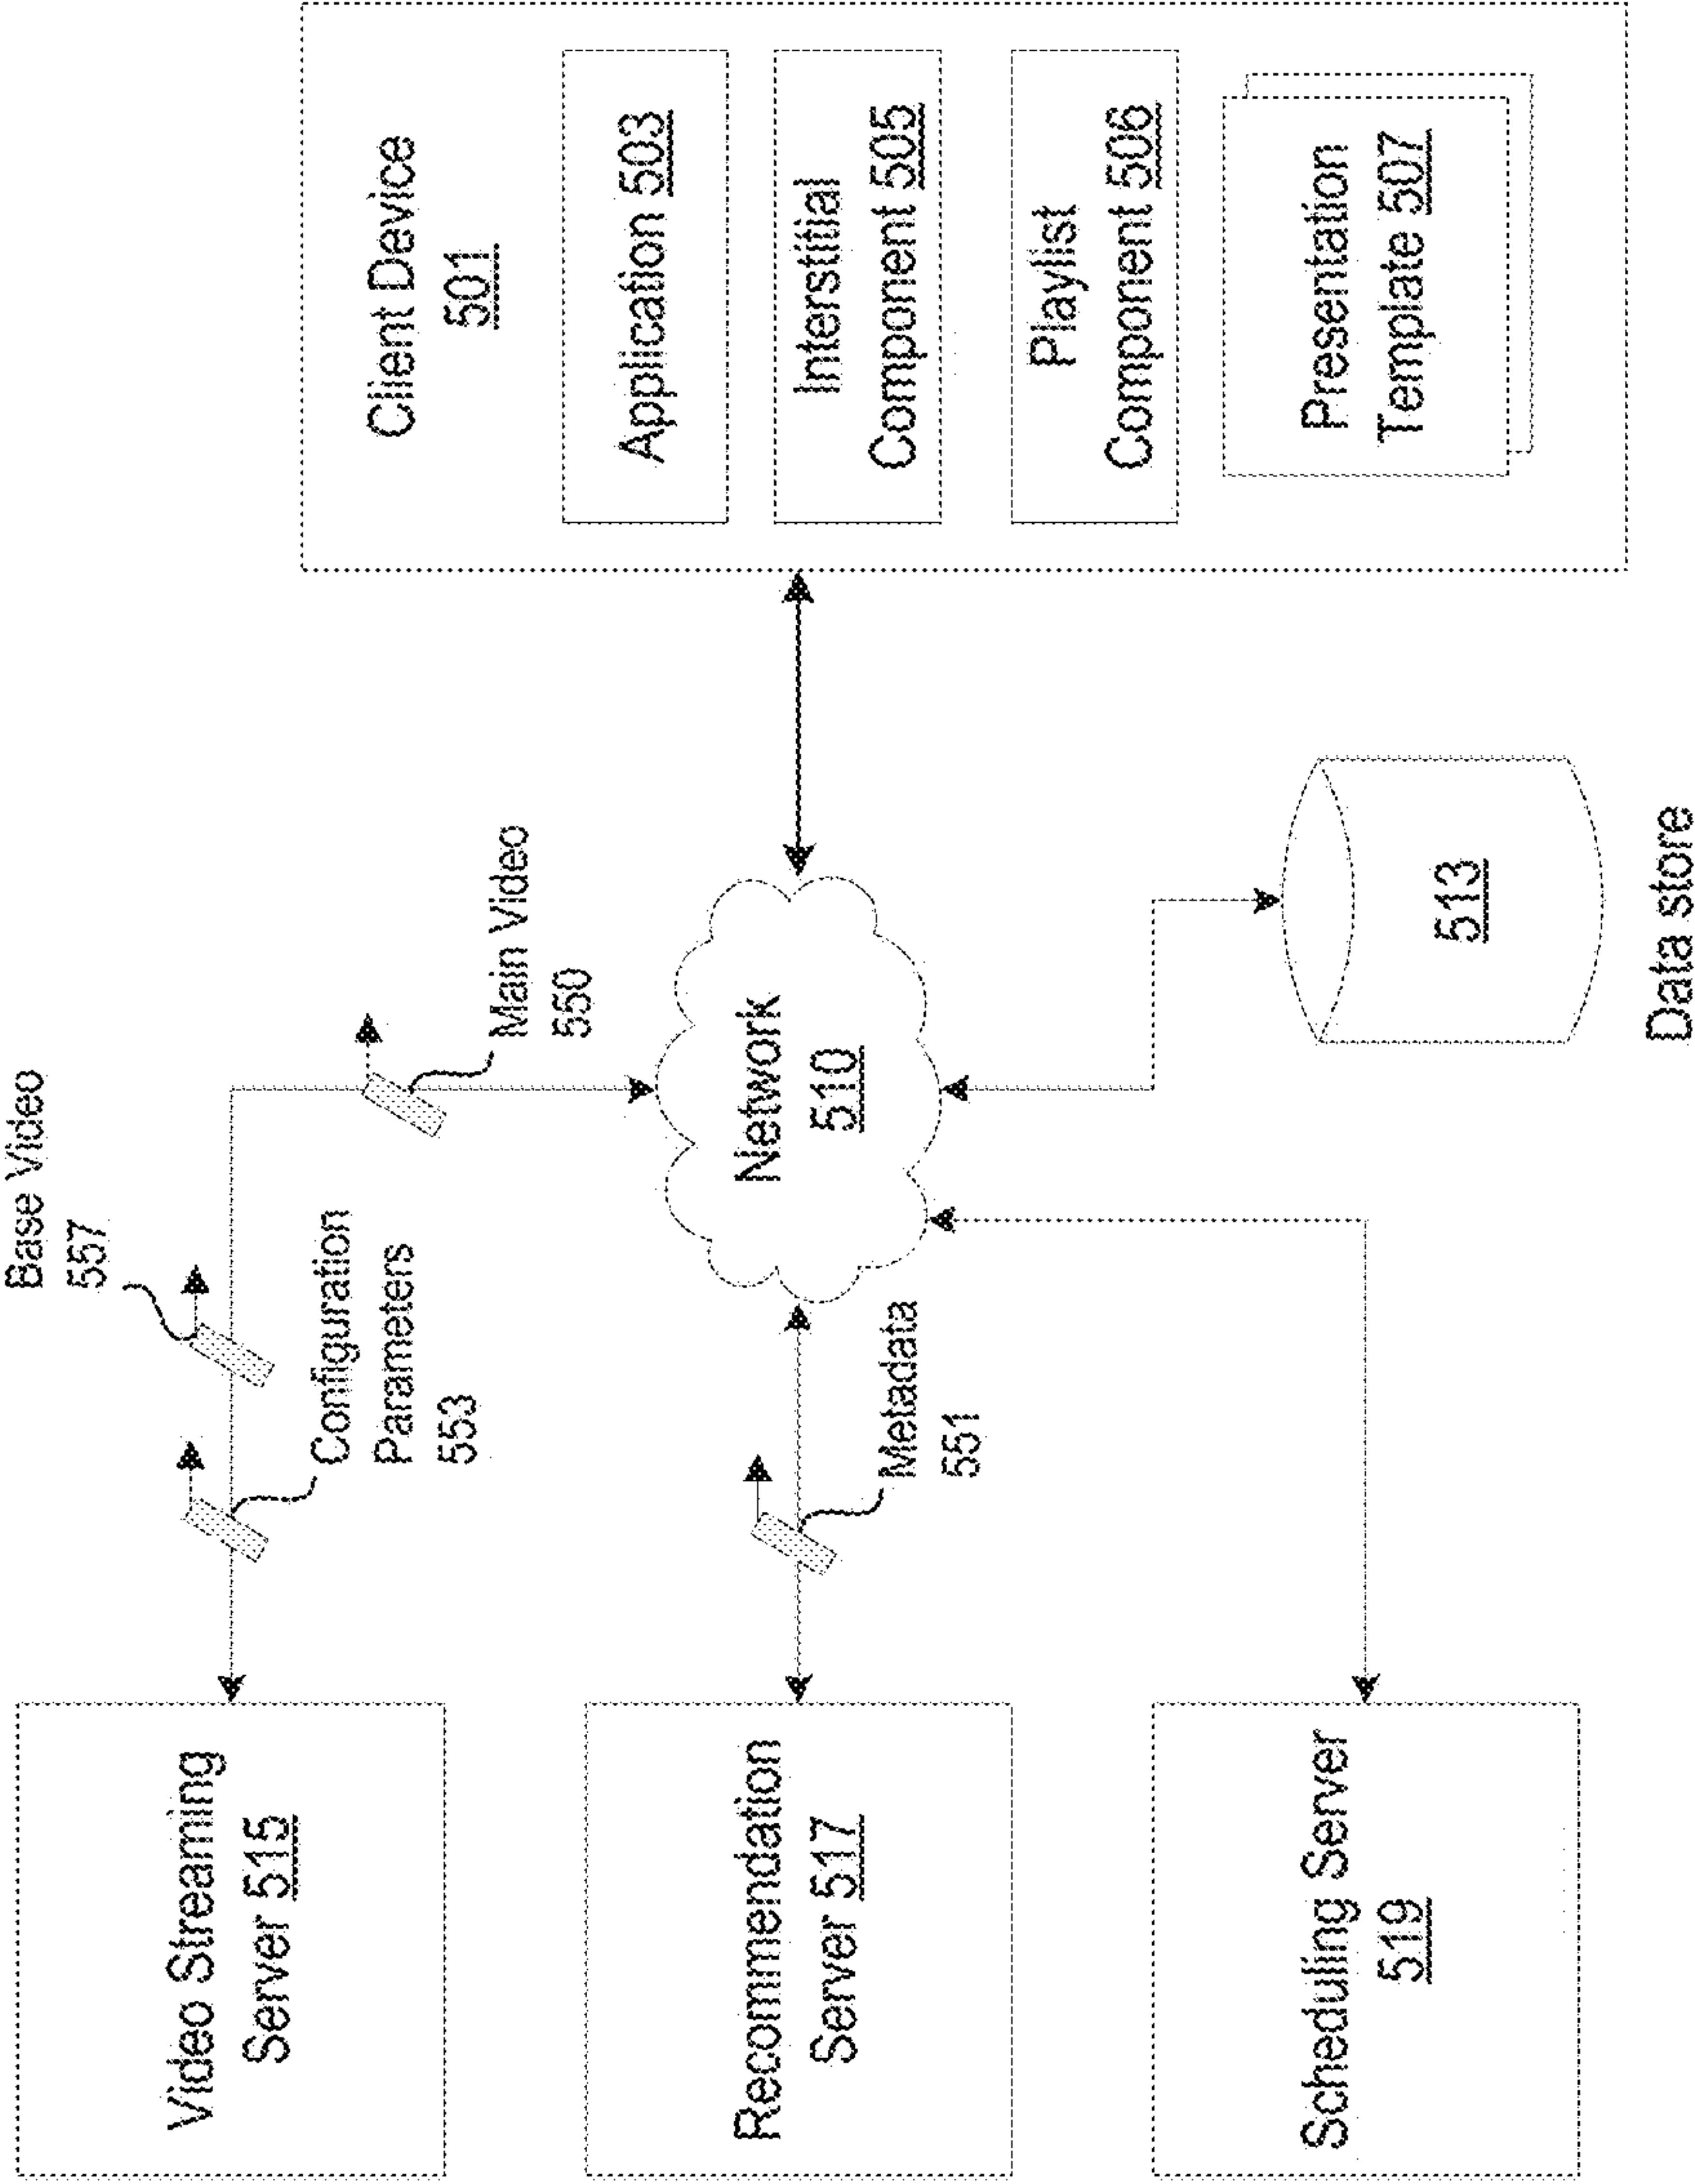 Base Video
557
Configuration
Parameters
553
Main Video
550
Video Streaming
Server 515
Client Device
501
Application 503
Interstitial
Component 505
Playlist
Component 506
Presentation
Template 507
Network
510
Metadata
551
Recommendation
Server 517
Scheduling Server
519
513
Data store